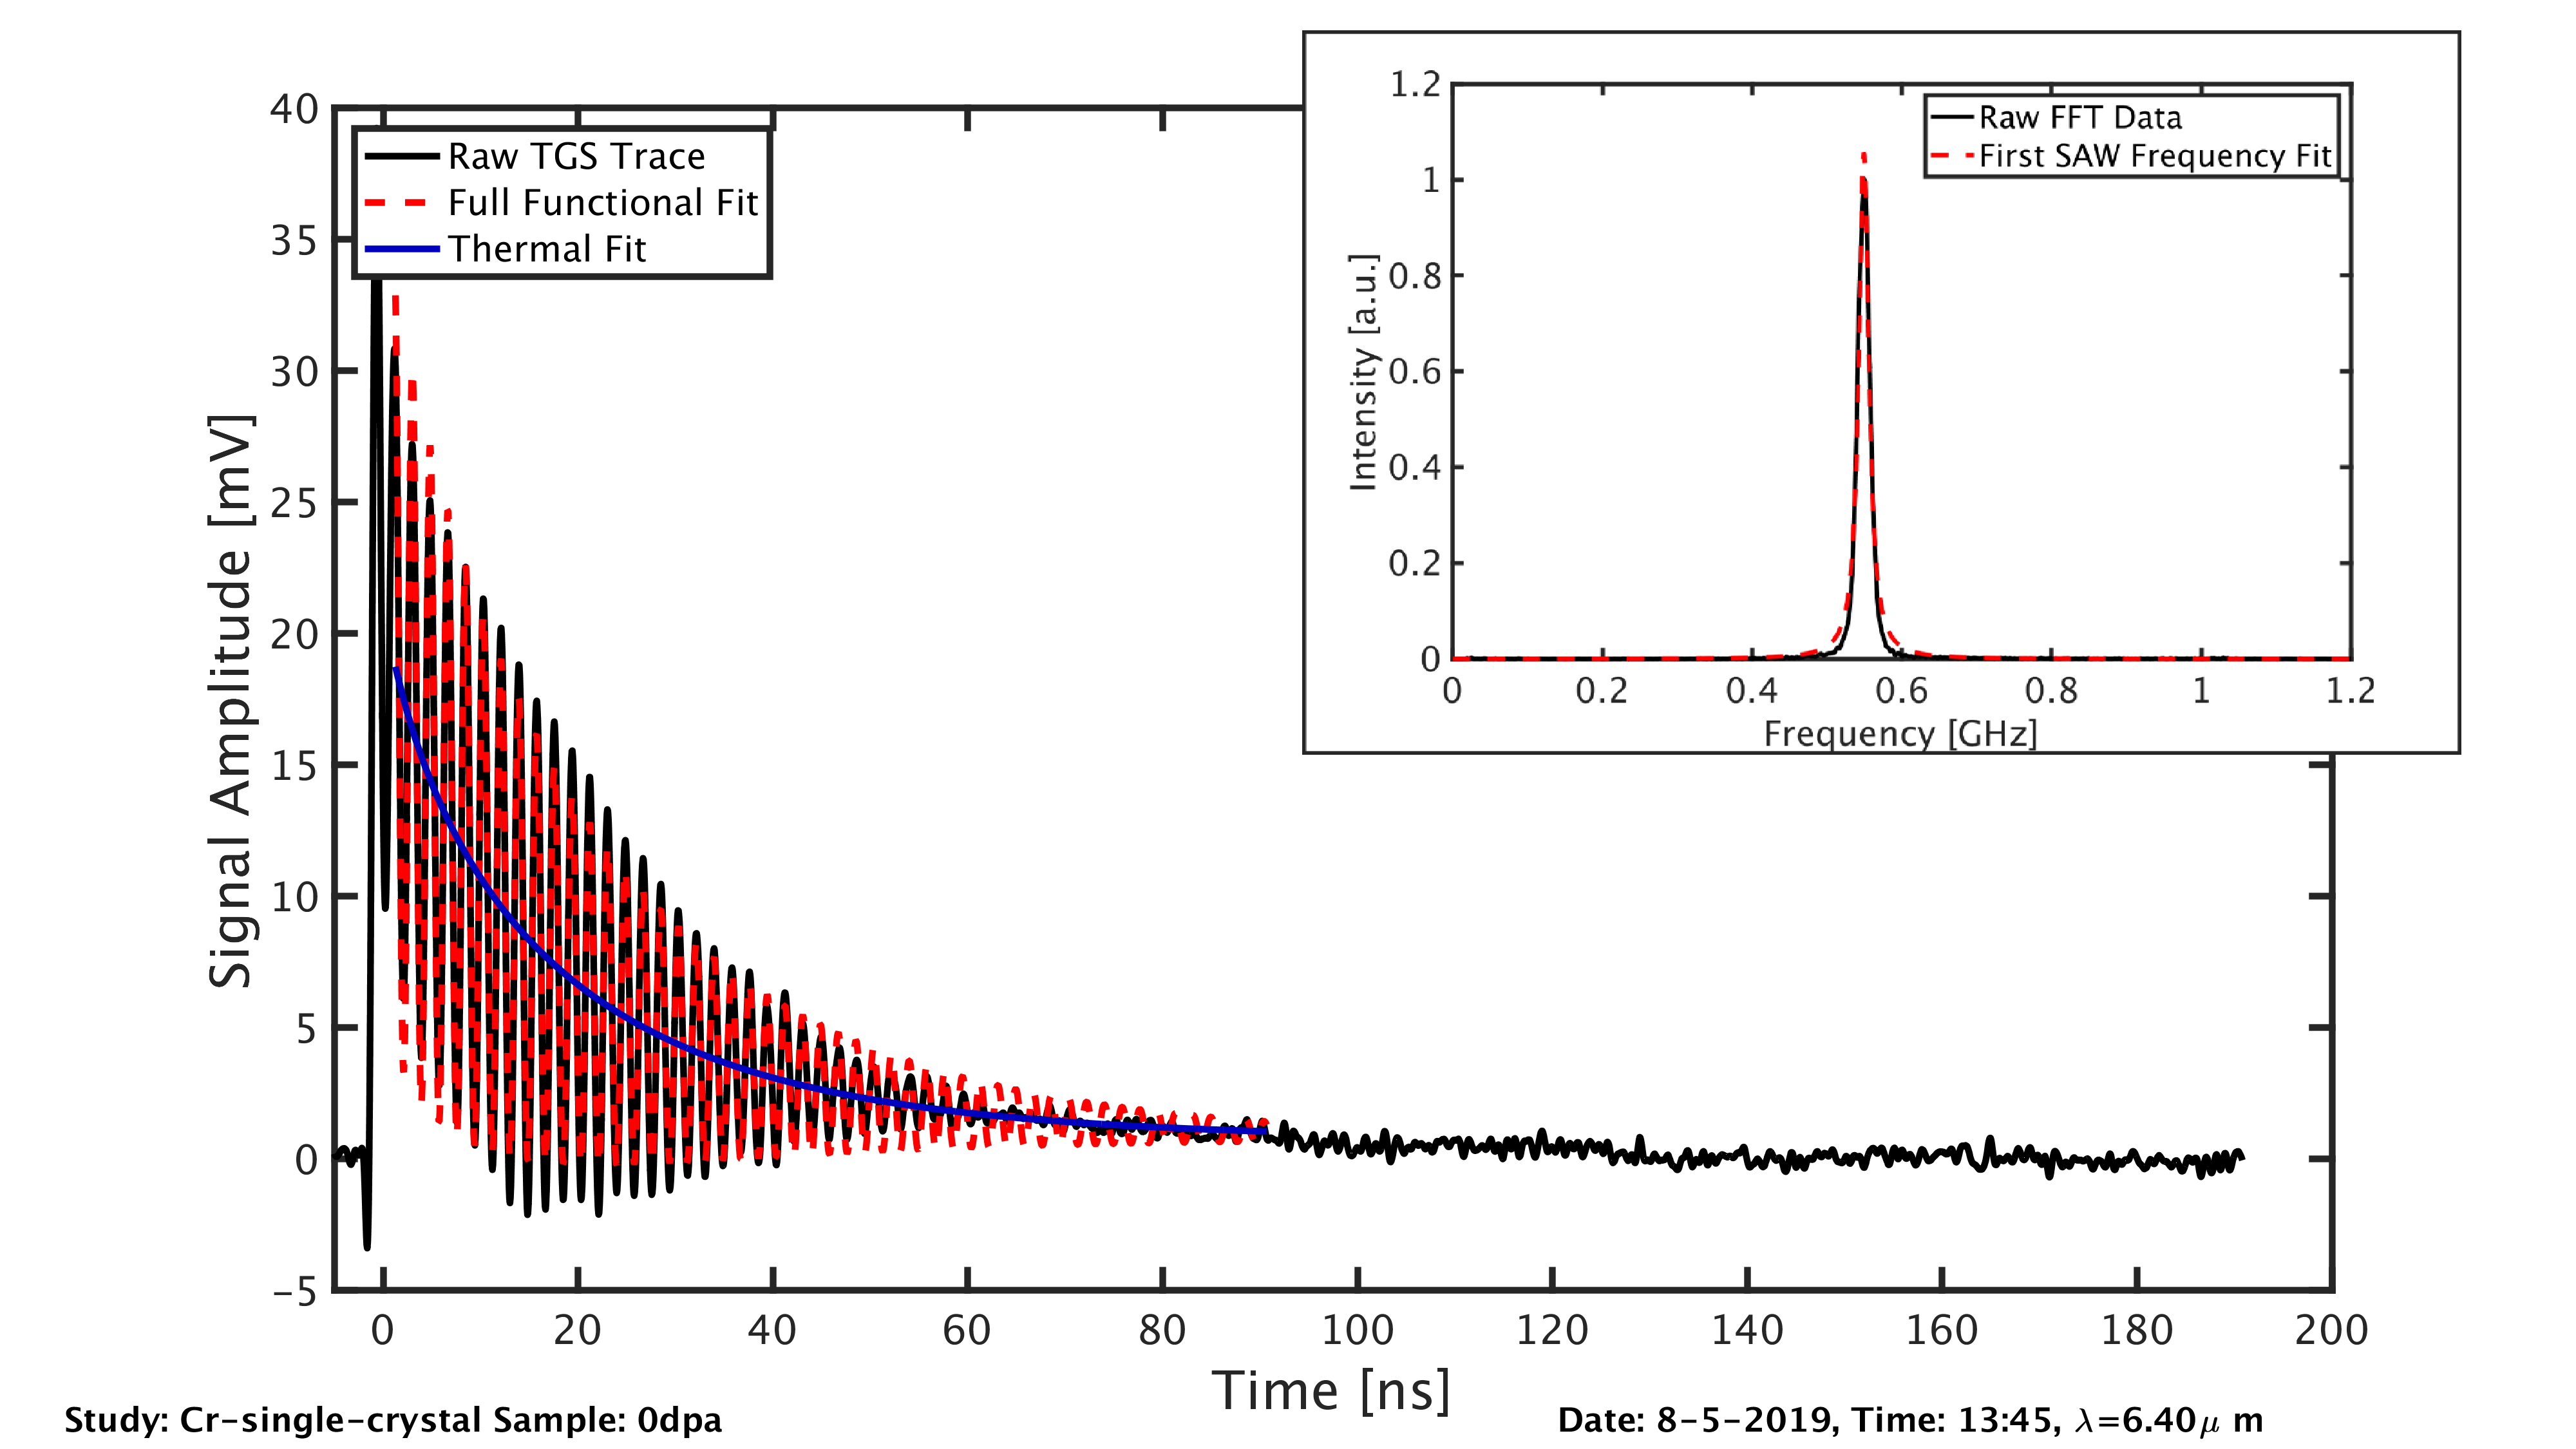 40
35
30
25
20
15
10
5
0
−5
Signal Amplitude [mV]
Raw TGS Trace
Full Functional Fit
Thermal Fit
0 20 40 60 80 100 120 140 160 180 200
Time [ns]
1.2
1
0.8
0.6
0.4
0.2
0
Intensity [a.u.]
Raw FFT Data
First SAW Frequency Fit
0 0.2 0.4 0.6 0.8 1 1.2
Frequency [GHz]
Study: Cr−single−crystal Sample: 0dpa
Date: 8−5−2019, Time: 13:45, λ=6.40μ m